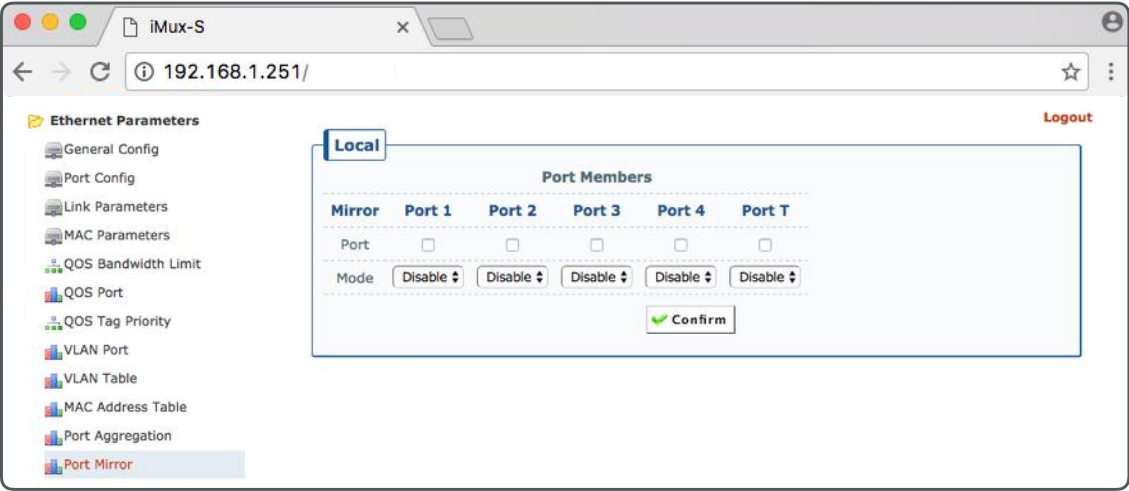 iMux-S
192.168.1.251/
Ethernet Parameters
General Config
Port Config
Link Parameters
MAC Parameters
QOS Bandwidth Limit
QOS Port
QOS Tag Priority
VLAN Port
VLAN Table
MAC Address Table
Port Aggregation
Port Mirror
Logout
Local
Port Members
Mirror Port 1 Port 2 Port 3 Port 4 Port T
Port
Mode Disable Disable Disable Disable Disable
Confirm